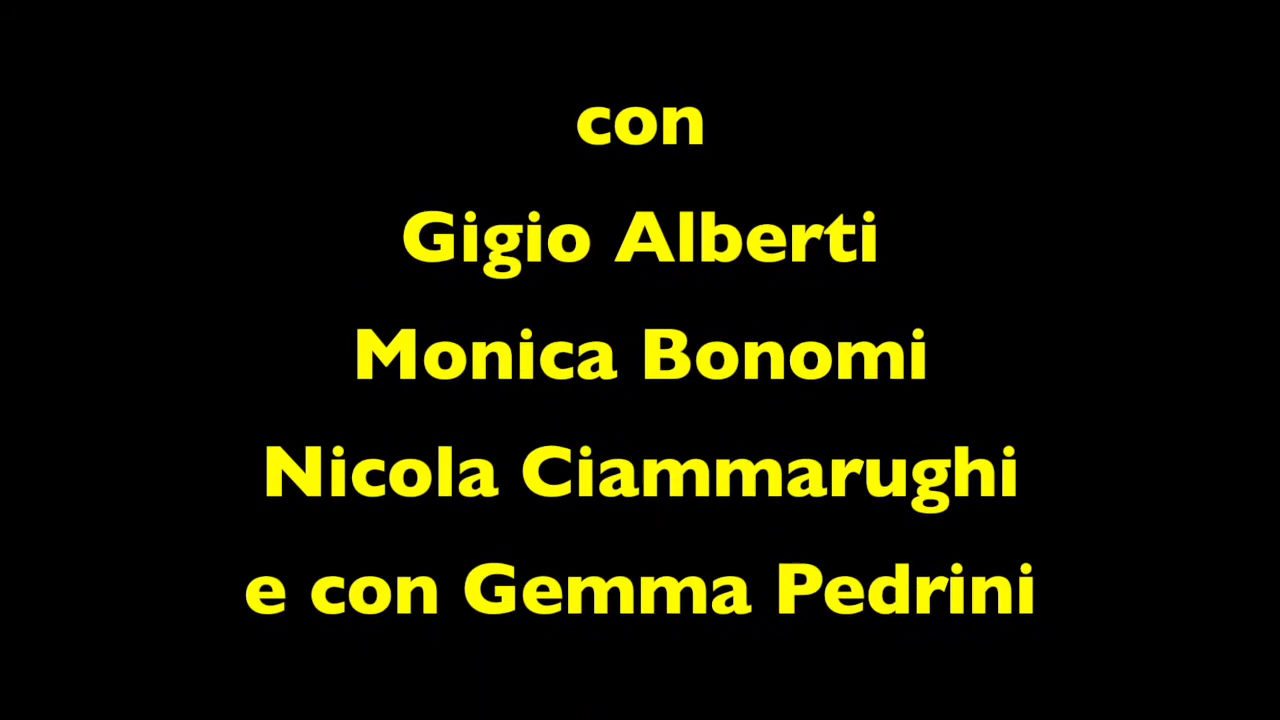 con
Gigio Alberti
Monica Bonomi
Nicola Ciammarughi
e con Gemma Pedrini